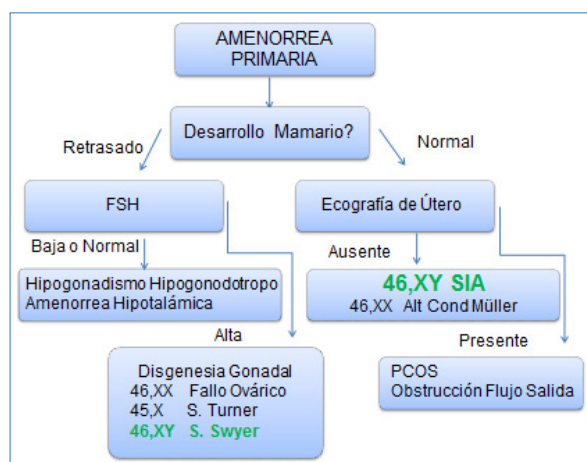 AMENORREA
PRIMARIA
Desarrollo Mamario?
Retrasado
Normal
FSH
Ecografía de Útero
Baja o Normal
Ausente
Hipogonadismo Hipogonodotropo
Amenorrea Hipotalámica
46,XY SIA
46,XX Alt Cond Müller
Alta
Presente
Disgenesia Gonadal
46,XX Fallo Ovárico
45,X S. Turner
46,XY S. Swyer
PCOS
Obstrucción Flujo Salida